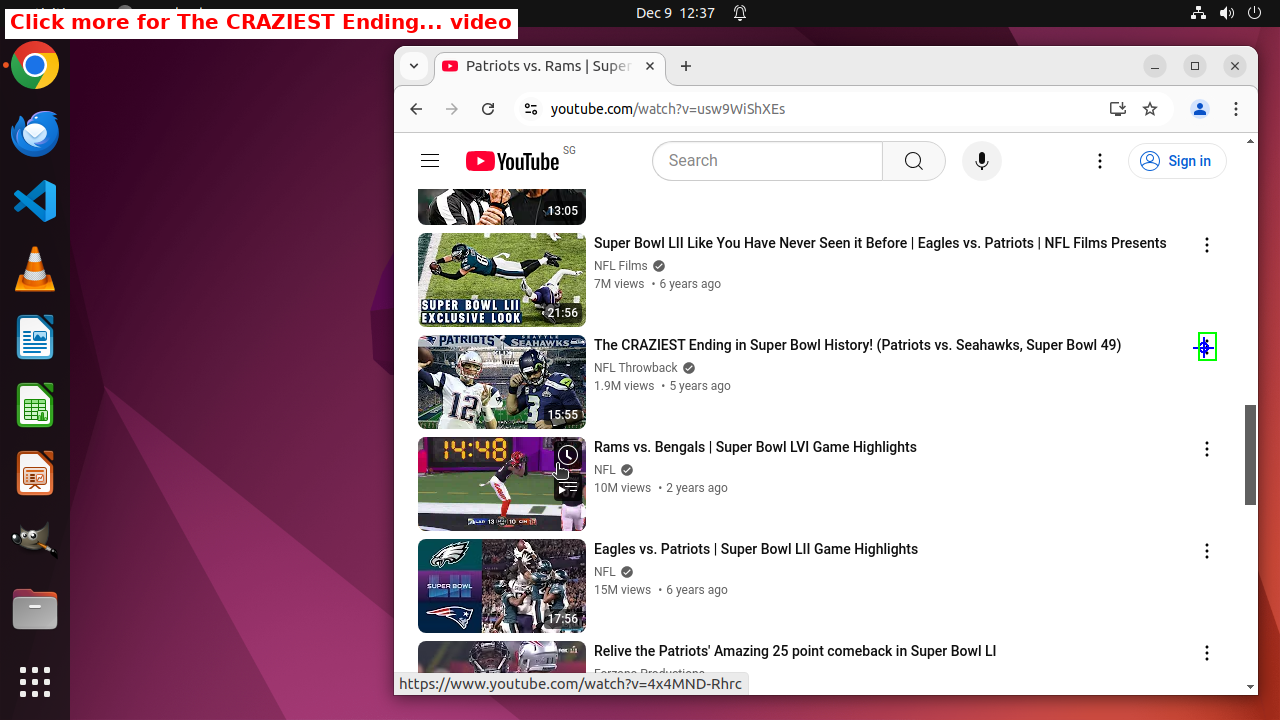 Click more for The CRAZIEST Ending... video
Dec 9 12:37
Patriots vs. Rams | Super
youtube.com/watch?v=usw9WiShXEs
YouTube SG
Search
Sign in
13:05
Super Bowl LII Like You Have Never Seen it Before | Eagles vs. Patriots | NFL Films Presents
NFL Films
7M views • 6 years ago
SUPER BOWL LII
EXCLUSIVE LOOK
21:56
The CRAZIEST Ending in Super Bowl History! (Patriots vs. Seahawks, Super Bowl 49)
NFL Throwback
1.9M views • 5 years ago
PATRIOTS
SEAHAWKS
12
3
15:55
Rams vs. Bengals | Super Bowl LVI Game Highlights
NFL
10M views • 2 years ago
14:48
Eagles vs. Patriots | Super Bowl LII Game Highlights
NFL
15M views • 6 years ago
SUPER BOWL
LII
17:56
Relive the Patriots' Amazing 25 point comeback in Super Bowl LI
https://www.youtube.com/watch?v=4x4MND-Rhrc